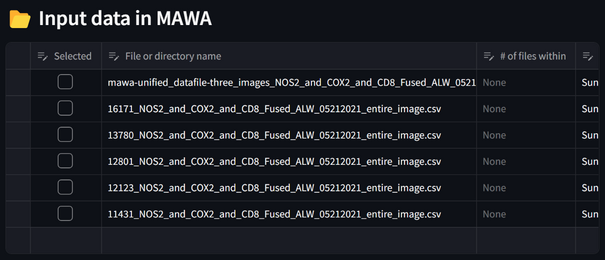 Input data in MAWA
Selected File or directory name # of files within
mawa-unified_datafile-three_images_NOS2_and_COX2_and_CD8_Fused_ALW_0521 None Sun
16171_NOS2_and_COX2_and_CD8_Fused_ALW_05212021_entire_image.csv None Sun
13780_NOS2_and_COX2_and_CD8_Fused_ALW_05212021_entire_image.csv None Sun
12801_NOS2_and_COX2_and_CD8_Fused_ALW_05212021_entire_image.csv None Sun
12123_NOS2_and_COX2_and_CD8_Fused_ALW_05212021_entire_image.csv None Sun
11431_NOS2_and_COX2_and_CD8_Fused_ALW_05212021_entire_image.csv None Sun